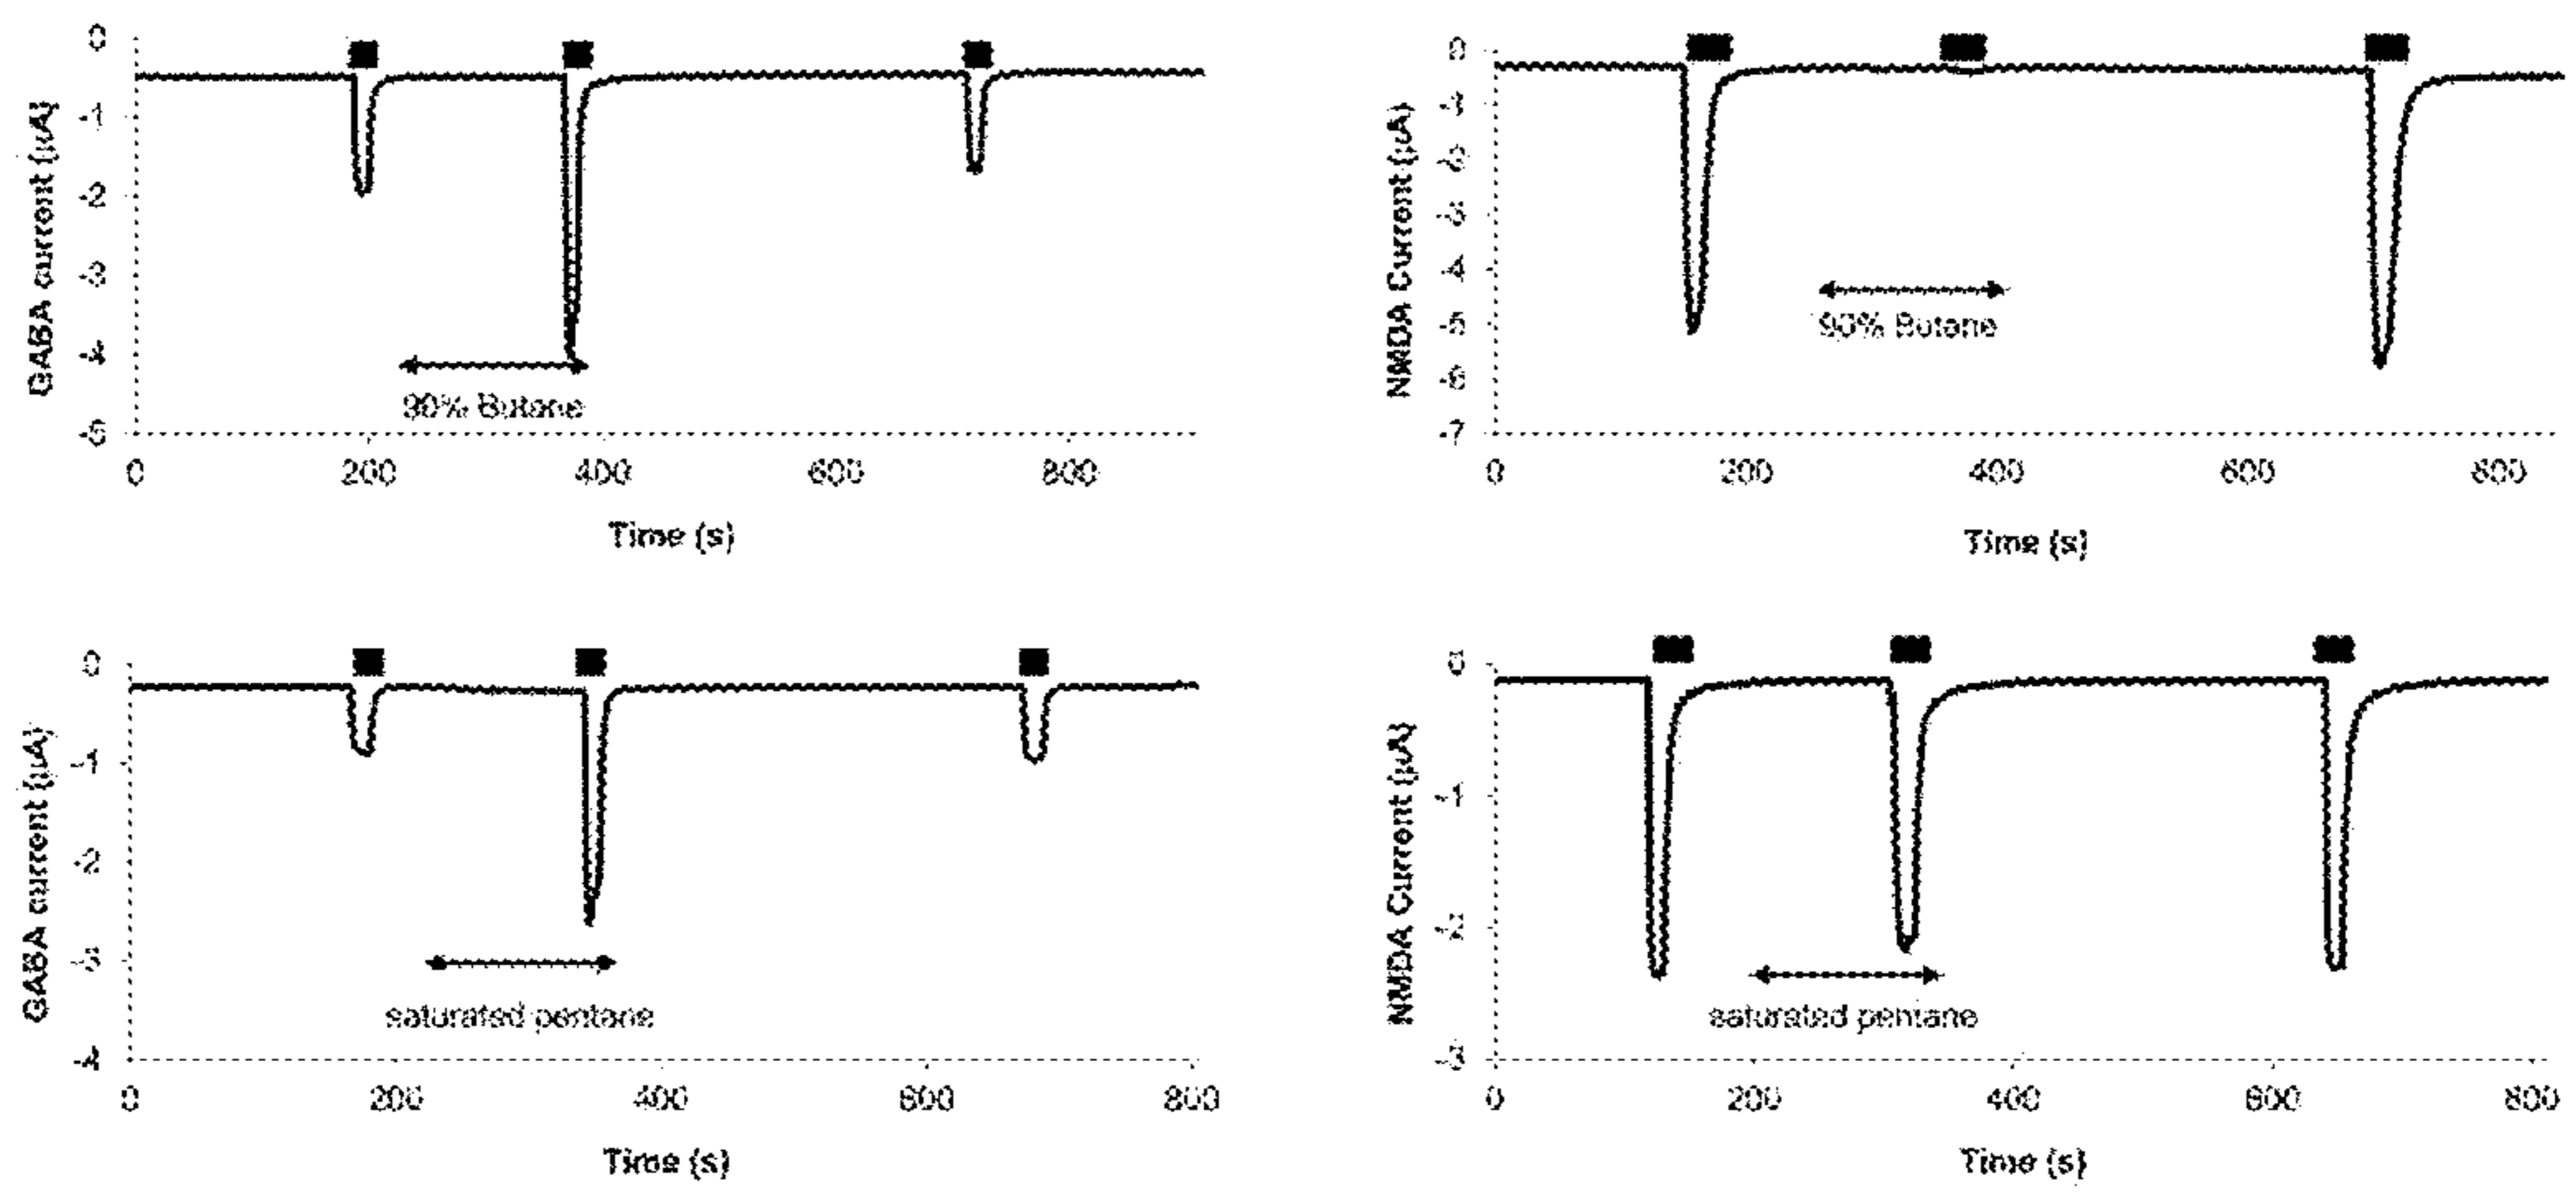 GABA current (µA)
0
-1
-2
-3
-4
-5
90% Butane
0 200 400 600 800
Time (s)
NMDA Current (µA)
0
-1
-2
-3
-4
-5
-6
-7
90% Butane
0 200 400 600 800
Time (s)
GABA current (µA)
0
-1
-2
-3
-4
saturated pentane
0 200 400 600 800
Time (s)
NMDA Current (µA)
0
-1
-2
-3
saturated pentane
0 200 400 600 800
Time (s)